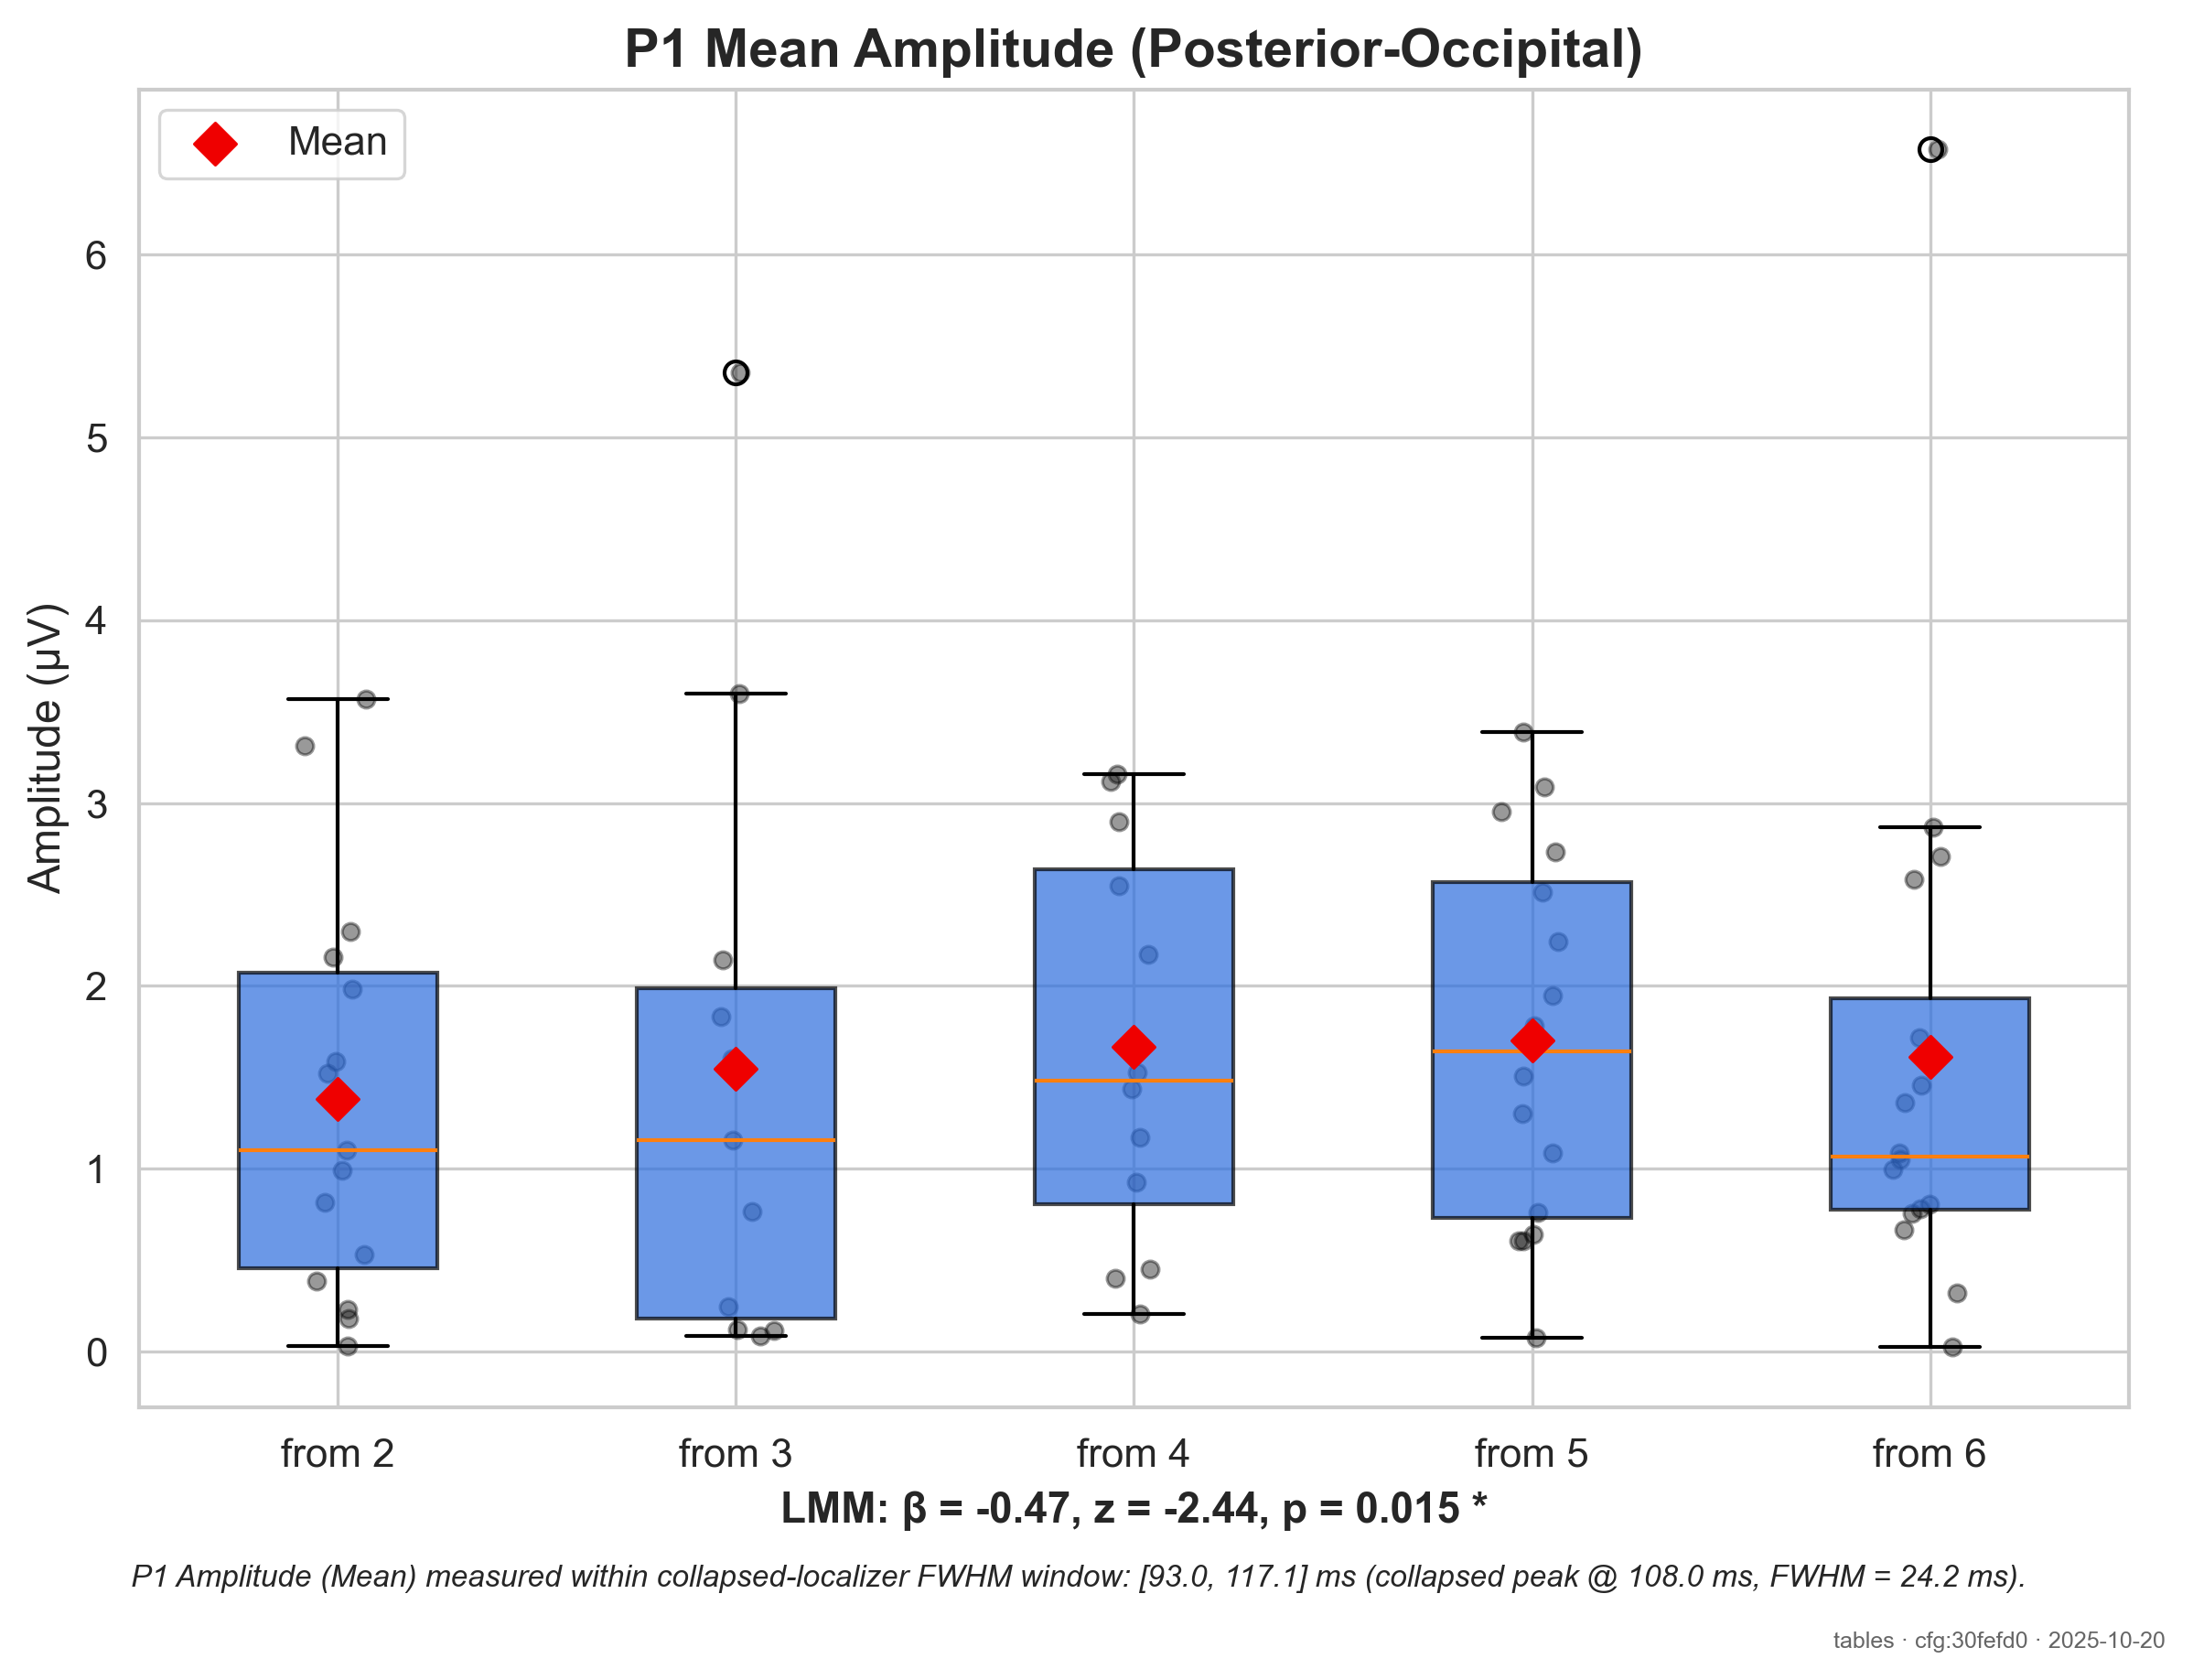 P1 Mean Amplitude (Posterior-Occipital)
Mean
Amplitude (µV)
6
5
4
3
2
1
0
from 2
from 3
from 4
from 5
from 6
LMM: β = -0.47, z = -2.44, p = 0.015 *
P1 Amplitude (Mean) measured within collapsed-localizer FWHM window: [93.0, 117.1] ms (collapsed peak @ 108.0 ms, FWHM = 24.2 ms).
tables · cfg:30fefd0 · 2025-10-20